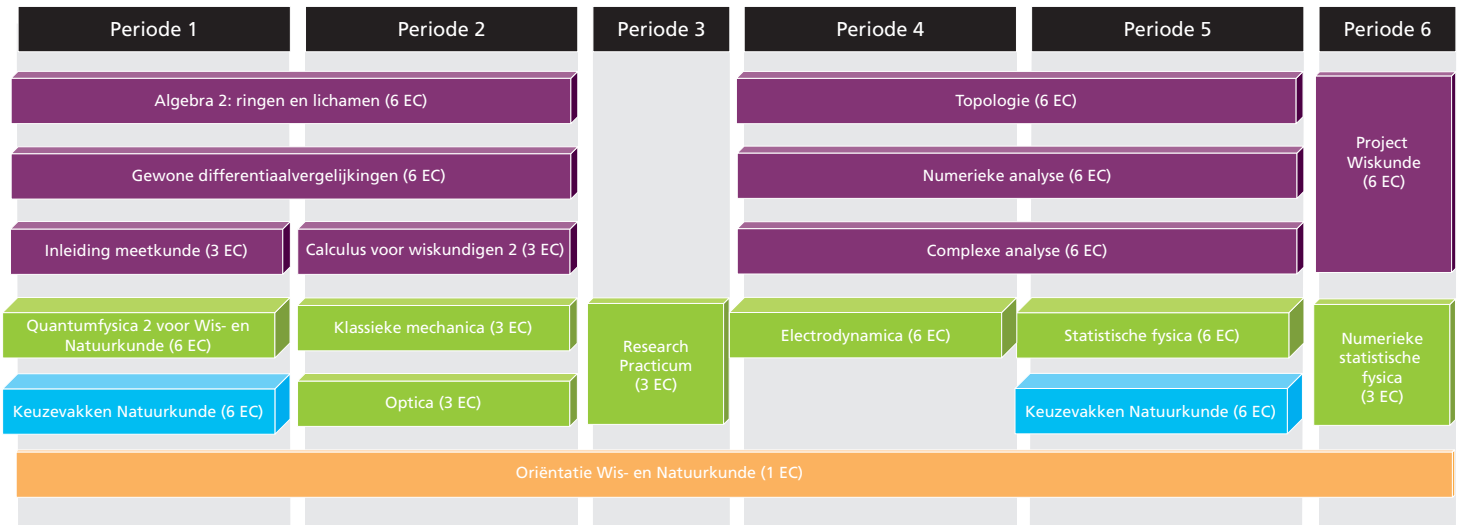 Periode 1
Periode 2
Periode 3
Periode 4
Periode 5
Periode 6
Algebra 2: ringen en lichamen (6 EC)
Topologie (6 EC)
Project
Wiskunde
(6 EC)
Gewone differentiaalvergelijkingen (6 EC)
Numerieke analyse (6 EC)
Inleiding meetkunde (3 EC)
Calculus voor wiskundigen 2 (3 EC)
Complexe analyse (6 EC)
Quantumfysica 2 voor Wis- en
Natuurkunde (6 EC)
Klassieke mechanica (3 EC)
Research
Practicum
(3 EC)
Electrodynamica (6 EC)
Statistische fysica (6 EC)
Numerieke
statistische
fysica
(3 EC)
Keuzevakken Natuurkunde (6 EC)
Optica (3 EC)
Keuzevakken Natuurkunde (6 EC)
Oriëntatie Wis- en Natuurkunde (1 EC)